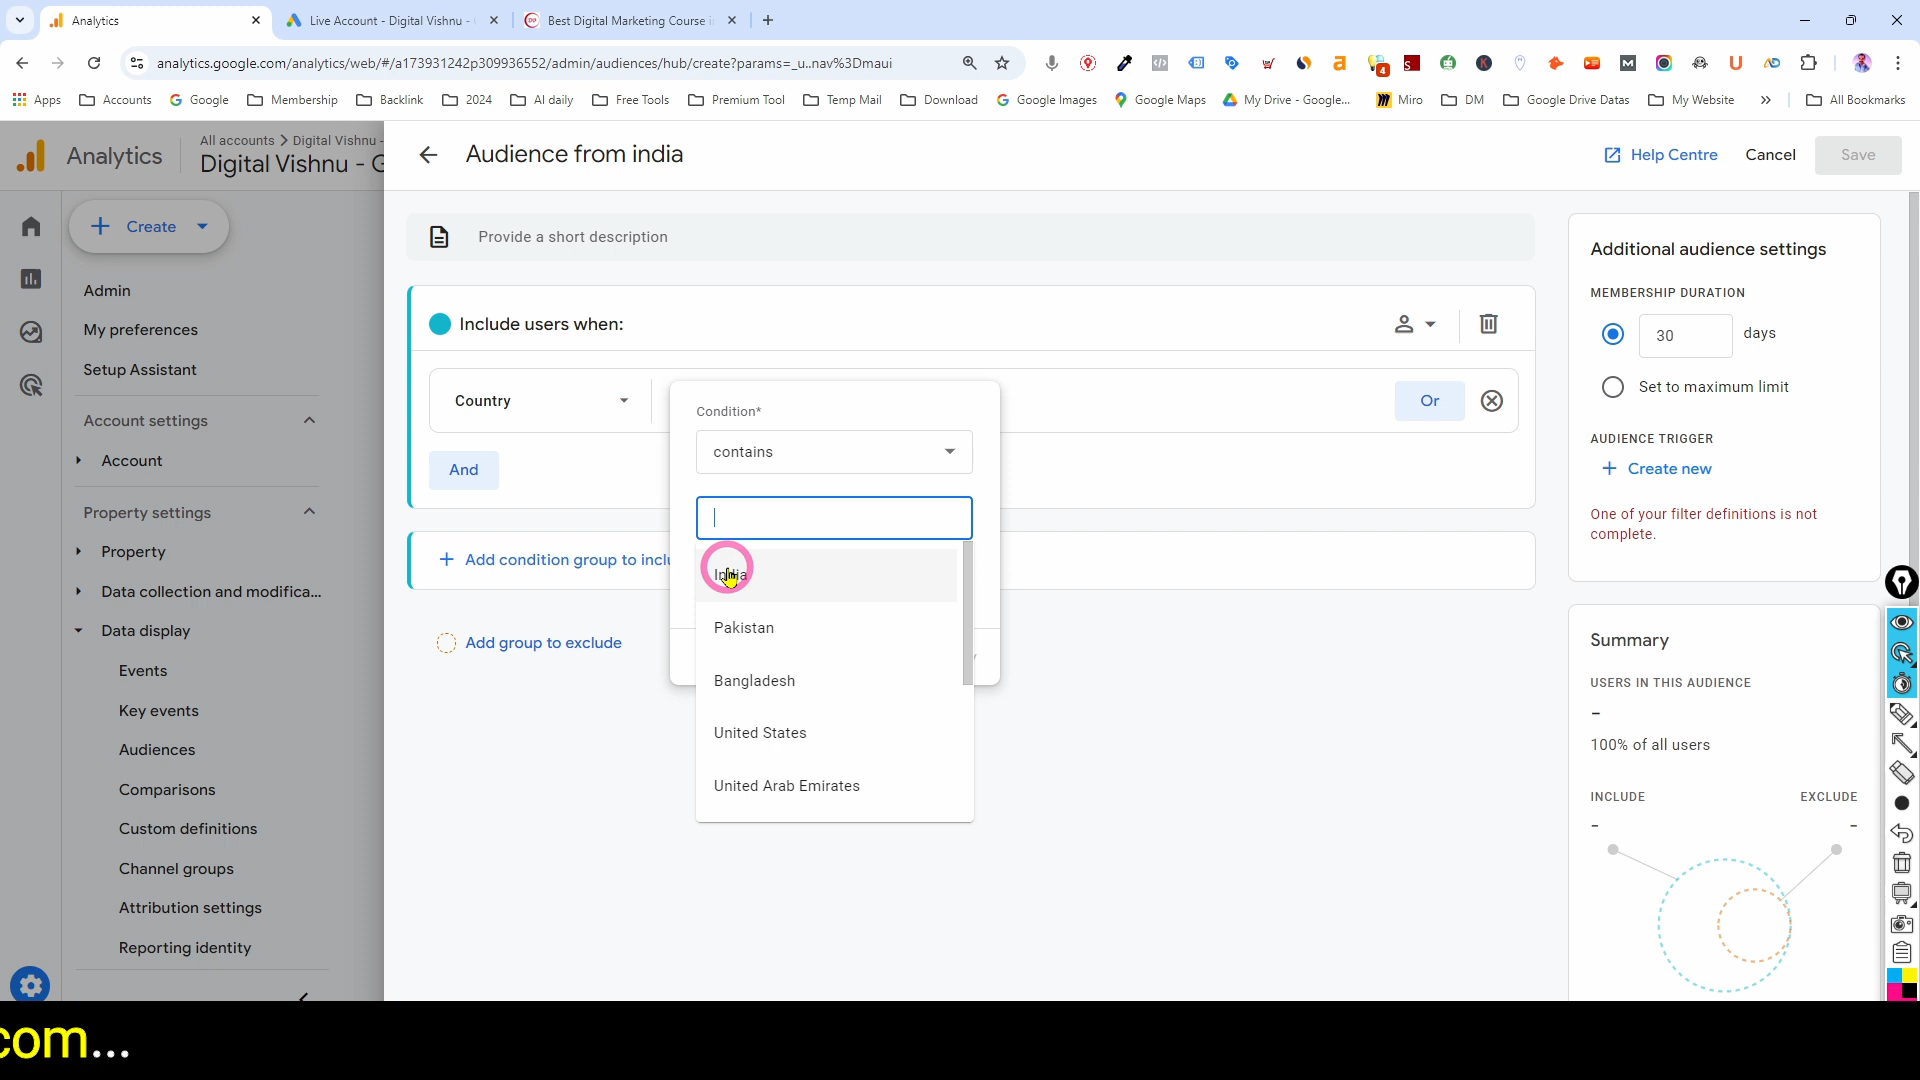 Analytics
Live Account - Digital Vishnu -
Best Digital Marketing Course i
analytics.google.com/analytics/web/#/a173931242p309936552/admin/audiences/hub/create?params=_u..nav%3Dmaui
Apps
Accounts
Google
Membership
Backlink
2024
AI daily
Free Tools
Premium Tool
Temp Mail
Download
Google Images
Google Maps
My Drive - Google...
Miro
DM
Google Drive Datas
My Website
All Bookmarks
Analytics
All accounts > Digital Vishnu -
Digital Vishnu - G
Audience from india
Help Centre
Cancel
Save
Create
Admin
My preferences
Setup Assistant
Account settings
Account
Property settings
Property
Data collection and modifica...
Data display
Events
Key events
Audiences
Comparisons
Custom definitions
Channel groups
Attribution settings
Reporting identity
Provide a short description
Include users when:
Country
Or
And
Add condition group to inclu
Add group to exclude
Condition*
contains
India
Pakistan
Bangladesh
United States
United Arab Emirates
Additional audience settings
MEMBERSHIP DURATION
30 days
Set to maximum limit
AUDIENCE TRIGGER
Create new
One of your filter definitions is not
complete.
Summary
USERS IN THIS AUDIENCE
-
100% of all users
INCLUDE EXCLUDE
- -
com...